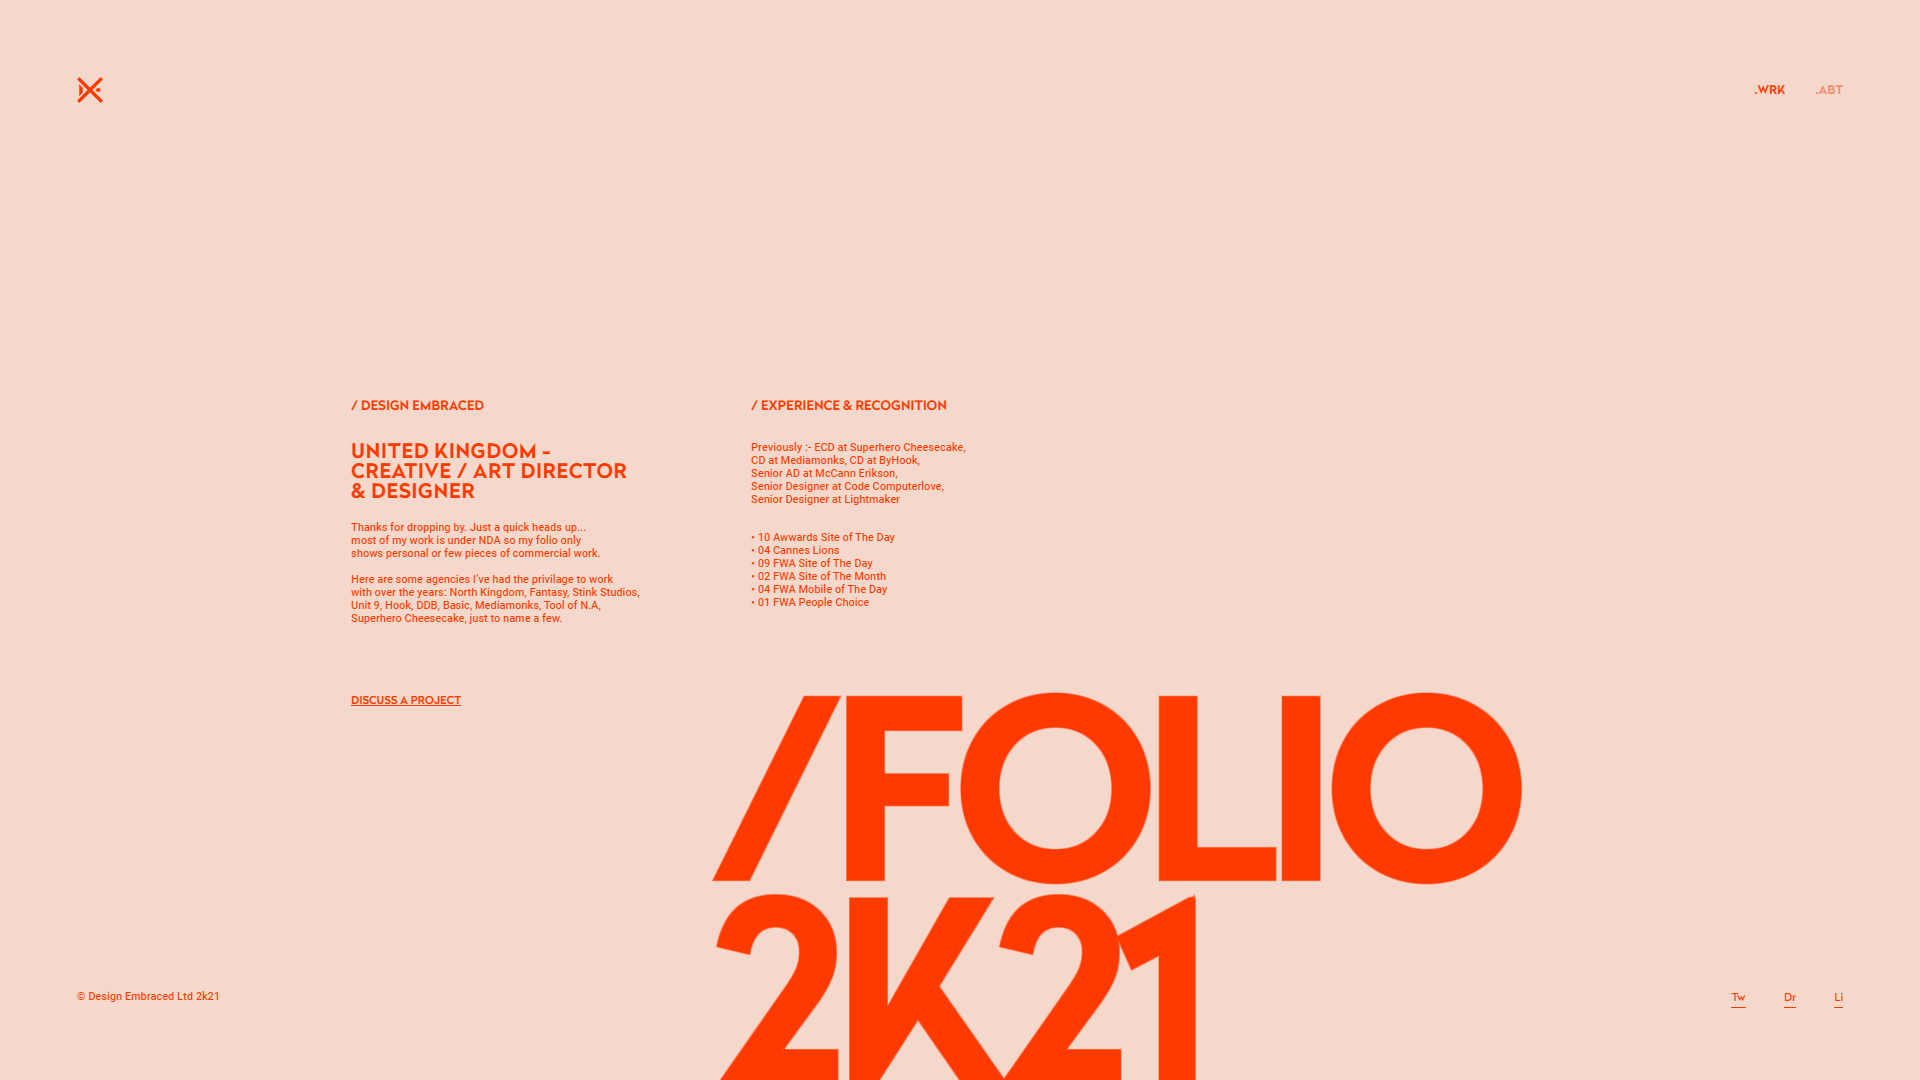 .WRK
.ABT
/ DESIGN EMBRACED
UNITED KINGDOM -
CREATIVE / ART DIRECTOR
& DESIGNER
Thanks for dropping by. Just a quick heads up...
most of my work is under NDA so my folio only
shows personal or few pieces of commercial work.
Here are some agencies I've had the privilage to work
with over the years: North Kingdom, Fantasy, Stink Studios,
Unit 9, Hook, DDB, Basic, Mediamonks, Tool of N.A,
Superhero Cheesecake, just to name a few.
DISCUSS A PROJECT
/ EXPERIENCE & RECOGNITION
Previously :- ECD at Superhero Cheesecake,
CD at Mediamonks, CD at ByHook,
Senior AD at McCann Erikson,
Senior Designer at Code Computerlove,
Senior Designer at Lightmaker
• 10 Awwards Site of The Day
• 04 Cannes Lions
• 09 FWA Site of The Day
• 02 FWA Site of The Month
• 04 FWA Mobile of The Day
• 01 FWA People Choice
/FOLIO
2K21
© Design Embraced Ltd 2k21
Tw
Dr
Li